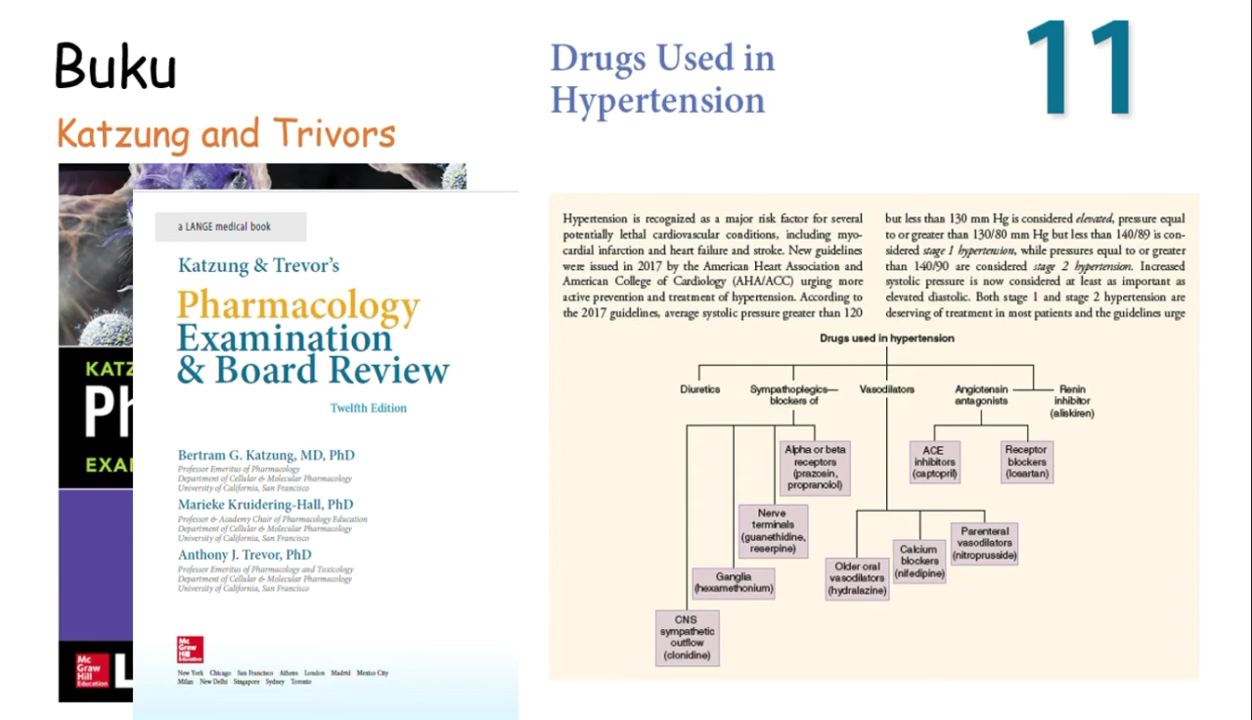 Buku
Katzung and Trivors
a LANGE medical book
Katzung & Trevor's
Pharmacology
Examination
& Board Review
Twelfth Edition
Bertram G. Katzung, MD, PhD
Professor Emeritus of Pharmacology
Department of Cellular & Molecular Pharmacology
University of California, San Francisco
Marieke Kruidering-Hall, PhD
Professor & Academy Chair of Pharmacology Education
Department of Cellular & Molecular Pharmacology
University of California, San Francisco
Anthony J. Trevor, PhD
Professor Emeritus of Pharmacology and Toxicology
Department of Cellular & Molecular Pharmacology
University of California, San Francisco
Mc
Graw
Hill
Education
New York Chicago San Francisco Athens London Madrid Mexico City
Milan New Delhi Singapore Sydney Toronto
KATZ
Ph
EXA
Mc
Graw
Hill
Education
L
Drugs Used in
Hypertension
11
Hypertension is recognized as a major risk factor for several
potentially lethal cardiovascular conditions, including myo-
cardial infarction and heart failure and stroke. New guidelines
were issued in 2017 by the American Heart Association and
American College of Cardiology (AHA/ACC) urging more
active prevention and treatment of hypertension. According to
the 2017 guidelines, average systolic pressure greater than 120
but less than 130 mm Hg is considered elevated, pressure equal
to or greater than 130/80 mm Hg but less than 140/89 is con-
sidered stage 1 hypertension, while pressures equal to or greater
than 140/90 are considered stage 2 hypertension. Increased
systolic pressure is now considered at least as important as
elevated diastolic. Both stage 1 and stage 2 hypertension are
deserving of treatment in most patients and the guidelines urge
Drugs used in hypertension
Diuretics
Sympathoplegics—
blockers of
Vasodilators
Angiotensin
antagonists
Renin
inhibitor
(aliskiren)
Alpha or beta
receptors
(prazosin,
propranolol)
ACE
inhibitors
(captopril)
Receptor
blockers
(losartan)
Nerve
terminals
(guanethidine,
reserpine)
Parenteral
vasodilators
(nitroprusside)
Calcium
blockers
(nifedipine)
Older oral
vasodilators
(hydralazine)
Ganglia
(hexamethonium)
CNS
sympathetic
outflow
(clonidine)